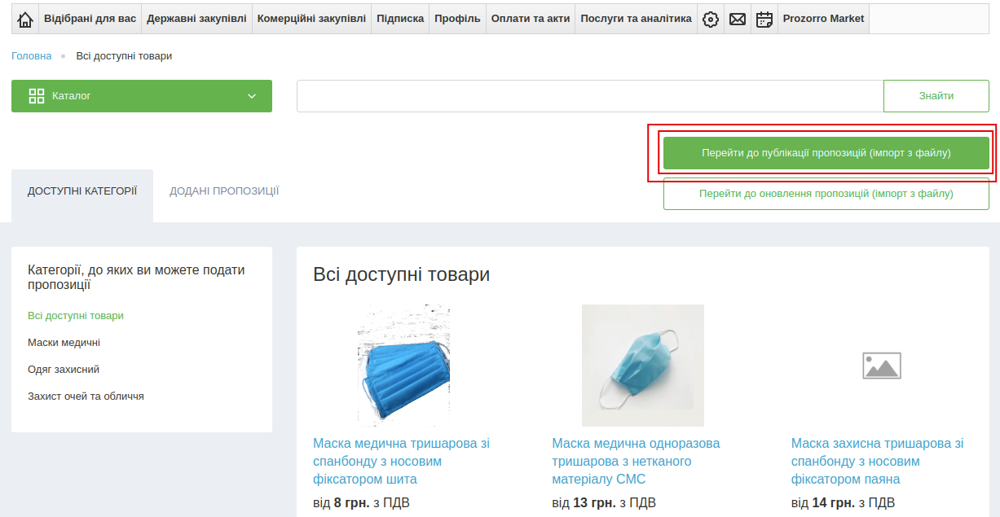 Відібрані для вас Державні закупівлі Комерційні закупівлі Підписка Профіль Оплати та акти Послуги та аналітика Prozorro Market
Головна Всі доступні товари
Каталог Знайти
Перейти до публікації пропозицій (імпорт з файлу)
ДОСТУПНІ КАТЕГОРІЇ ДОДАНІ ПРОПОЗИЦІЇ
Перейти до оновлення пропозицій (імпорт з файлу)
Категорії, до яких ви можете подати
пропозиції
Всі доступні товари
Маски медичні
Одяг захисний
Захист очей та обличчя
Всі доступні товари
Маска медична тришарова зі
спанбонду з носовим
фіксатором шита
від 8 грн. з ПДВ
Маска медична одноразова
тришарова з нетканого
матеріалу СМС
від 13 грн. з ПДВ
Маска захисна тришарова зі
спанбонду з носовим
фіксатором паяна
від 14 грн. з ПДВ